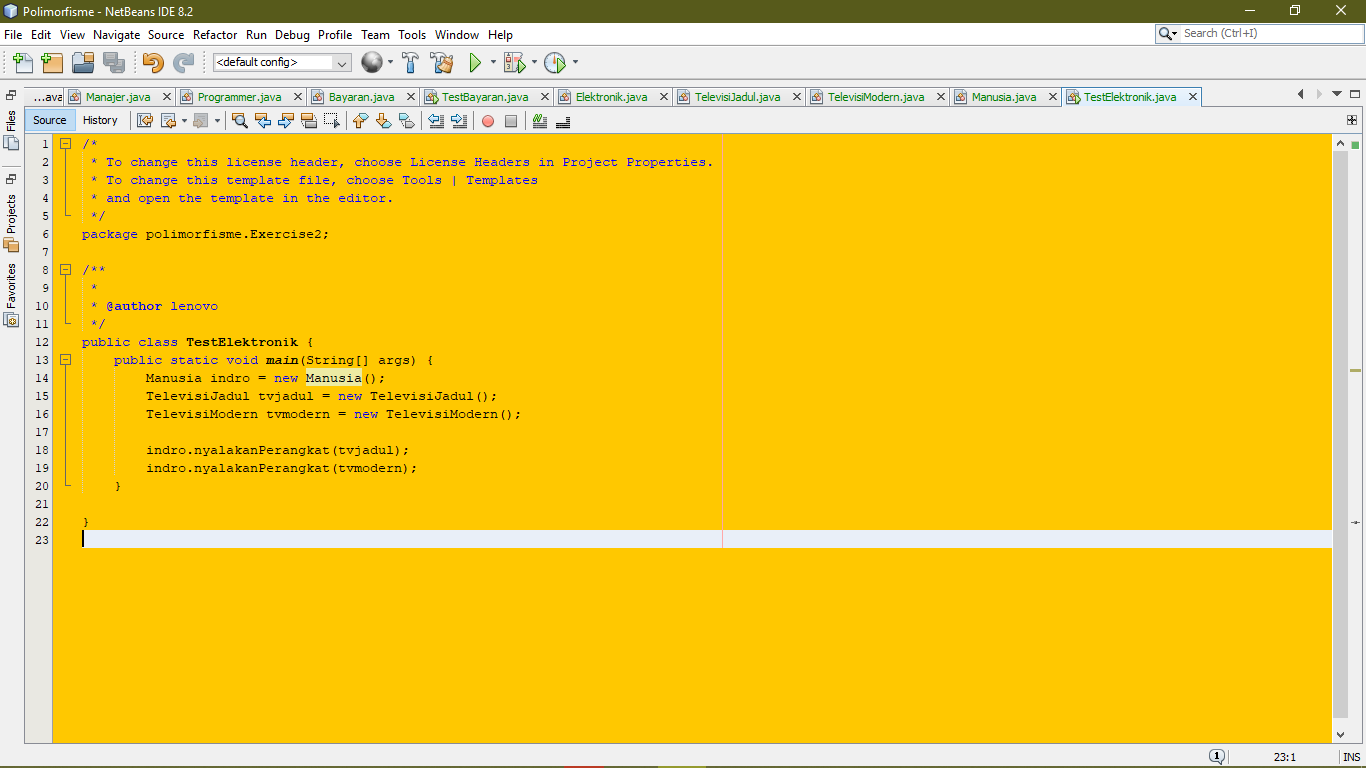 Polimorfisme - NetBeans IDE 8.2
File Edit View Navigate Source Refactor Run Debug Profile Team Tools Window Help
Search (Ctrl+I)
<default config>
...ava Manajer.java Programmer.java Bayaran.java TestBayaran.java Elektronik.java TelevisiJadul.java TelevisiModern.java Manusia.java TestElektronik.java
Files
Projects
Favorites
Source History
1 /*
2 * To change this license header, choose License Headers in Project Properties.
3 * To change this template file, choose Tools | Templates
4 * and open the template in the editor.
5 */
6 package polimorfisme.Exercise2;
7
8 /**
9 *
10 * @author lenovo
11 */
12 public class TestElektronik {
13 public static void main(String[] args) {
14 Manusia indro = new Manusia();
15 TelevisiJadul tvjadul = new TelevisiJadul();
16 TelevisiModern tvmodern = new TelevisiModern();
17
18 indro.nyalakanPerangkat(tvjadul);
19 indro.nyalakanPerangkat(tvmodern);
20 }
21
22 }
23
1 23:1 INS